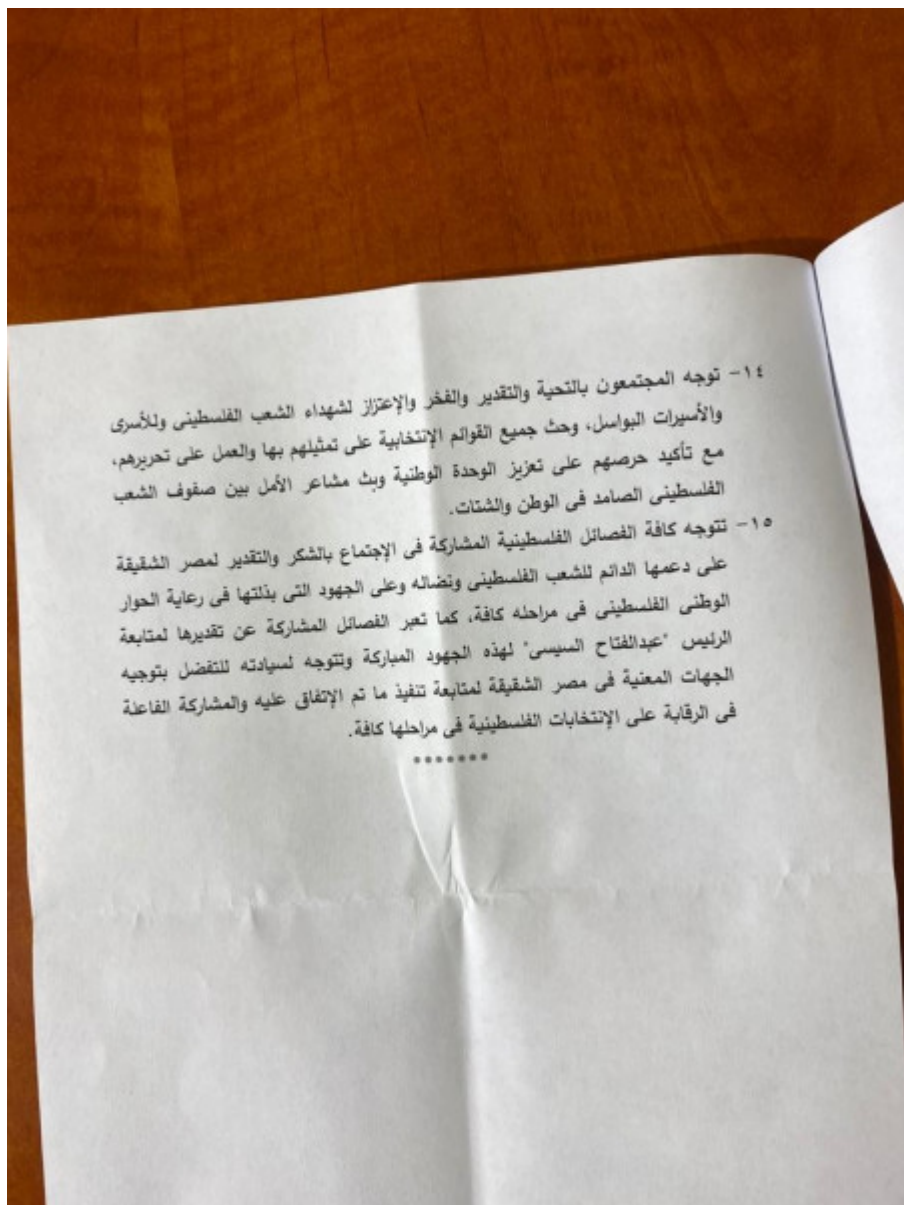 ١٤- توجه المجتمعون بالتحية والتقدير والفخر والإعتزاز لشهداء الشعب الفلسطينى وللأسرى
والأسيرات البواسل، وحث جميع القوائم الإنتخابية على تمثيلهم بها والعمل على تحريرهم،
مع تأكيد حرصهم على تعزيز الوحدة الوطنية وبث مشاعر الأمل بين صفوف الشعب
الفلسطينى الصامد فى الوطن والشتات.
١٥- تتوجه كافة الفصائل الفلسطينية المشاركة فى الإجتماع بالشكر والتقدير لمصر الشقيقة
على دعمها الدائم للشعب الفلسطينى ونضاله وعلى الجهود التى بذلتها فى رعاية الحوار
الوطنى الفلسطينى فى مراحله كافة، كما تعبر الفصائل المشاركة عن تقديرها لمتابعة
الرئيس "عبدالفتاح السيسى" لهذه الجهود المباركة وتتوجه لسيادته للتفضل بتوجيه
الجهات المعنية فى مصر الشقيقة لمتابعة تنفيذ ما تم الإتفاق عليه والمشاركة الفاعلة
فى الرقابة على الإنتخابات الفلسطينية فى مراحلها كافة.
•••••••